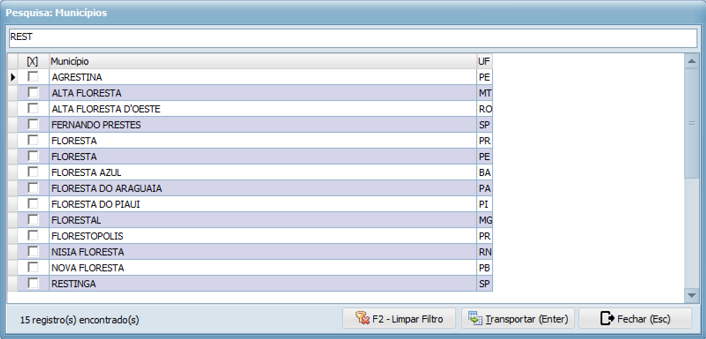 Pesquisa: Municípios
REST
[X] Município UF
AGRESTINA PE
ALTA FLORESTA MT
ALTA FLORESTA D'OESTE RO
FERNANDO PRESTES SP
FLORESTA PR
FLORESTA PE
FLORESTA AZUL BA
FLORESTA DO ARAGUAIA PA
FLORESTA DO PIAUI PI
FLORESTAL MG
FLORESTOPOLIS PR
NISIA FLORESTA RN
NOVA FLORESTA PB
RESTINGA SP
15 registro(s) encontrado(s) F2 - Limpar Filtro Transportar (Enter) Fechar (Esc)